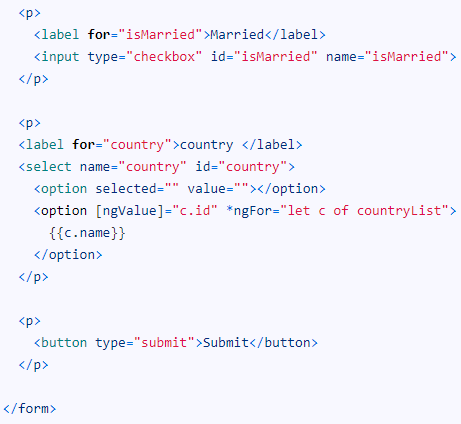 <p>
<label for="isMarried">Married</label>
<input type="checkbox" id="isMarried" name="isMarried">
</p>
<p>
<label for="country">country </label>
<select name="country" id="country">
<option selected="" value=""></option>
<option [ngValue]="c.id" *ngFor="let c of countryList">
{{c.name}}
</option>
</p>
<p>
<button type="submit">Submit</button>
</p>
</form>